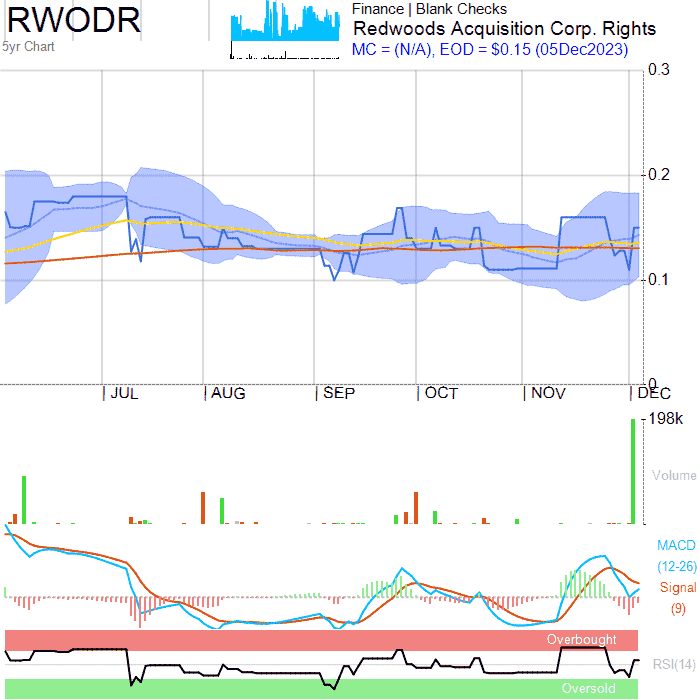 RWODR
5yr Chart
Finance | Blank Checks
Redwoods Acquisition Corp. Rights
MC = (N/A), EOD = $0.15 (05Dec2023)
0.3
0.2
0.1
0
JUL
AUG
SEP
OCT
NOV
DEC
198k
Volume
MACD
(12-26)
Signal
(9)
Overbought
RSI(14)
Oversold